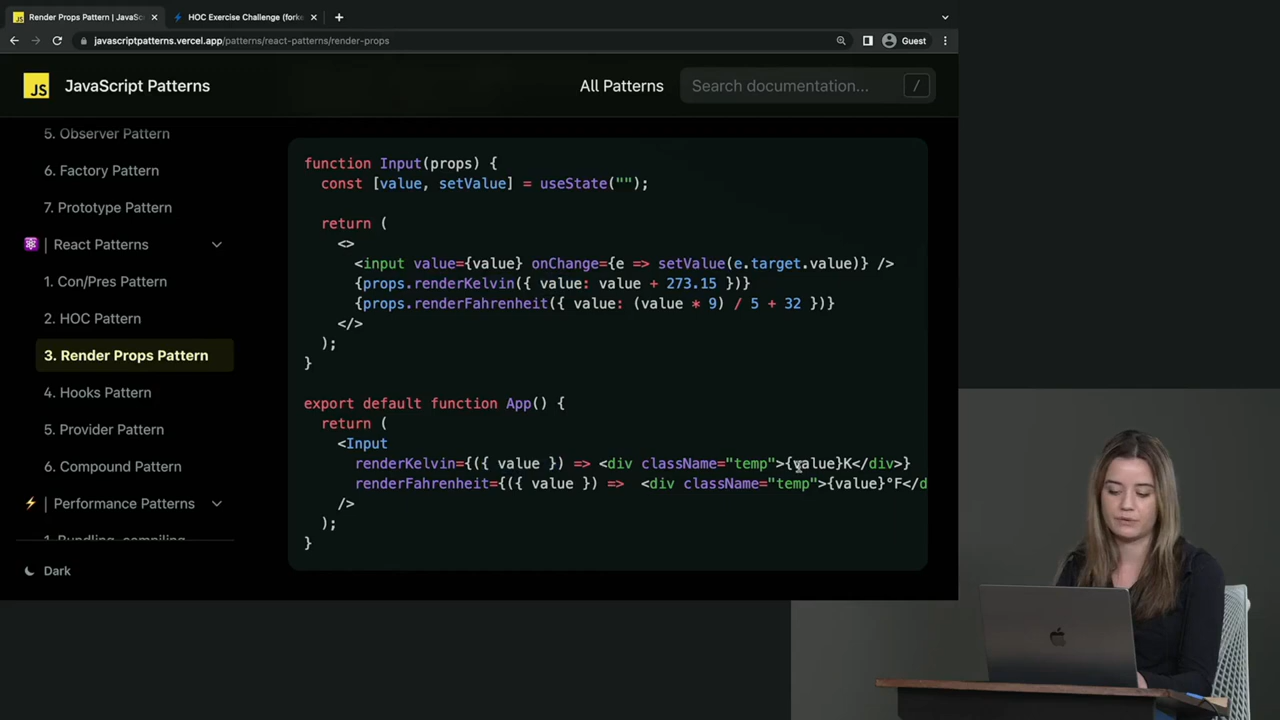 Render Props Pattern | JavaSc
HOC Exercise Challenge (forke
javascriptpatterns.vercel.app/patterns/react-patterns/render-props
Guest
JS
JavaScript Patterns
All Patterns
Search documentation...
/
5. Observer Pattern
6. Factory Pattern
7. Prototype Pattern
| React Patterns
1. Con/Pres Pattern
2. HOC Pattern
3. Render Props Pattern
4. Hooks Pattern
5. Provider Pattern
6. Compound Pattern
| Performance Patterns
1. Bundling, compiling
Dark
function Input(props) {
const [value, setValue] = useState("");
return (
<>
<input value={value} onChange={e => setValue(e.target.value)} />
{props.renderKelvin({ value: value + 273.15 })}
{props.renderFahrenheit({ value: (value * 9) / 5 + 32 })}
</>
);
}
export default function App() {
return (
<Input
renderKelvin={({ value }) => <div className="temp">{value}K</div>}
renderFahrenheit={({ value }) => <div className="temp">{value}°F</d
/>
);
}